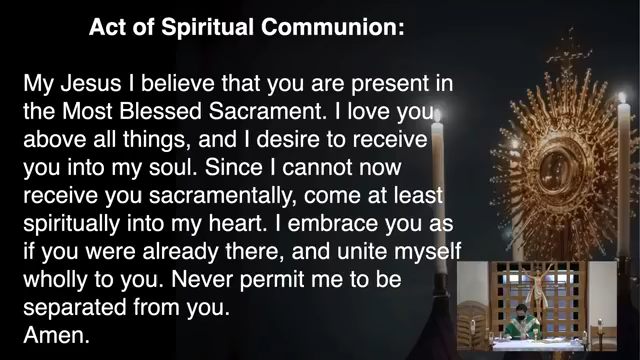 Act of Spiritual Communion:
My Jesus I believe that you are present in
the Most Blessed Sacrament. I love you
above all things, and I desire to receive
you into my soul. Since I cannot now
receive you sacramentally, come at least
spiritually into my heart. I embrace you as
if you were already there, and unite myself
wholly to you. Never permit me to be
separated from you.
Amen.